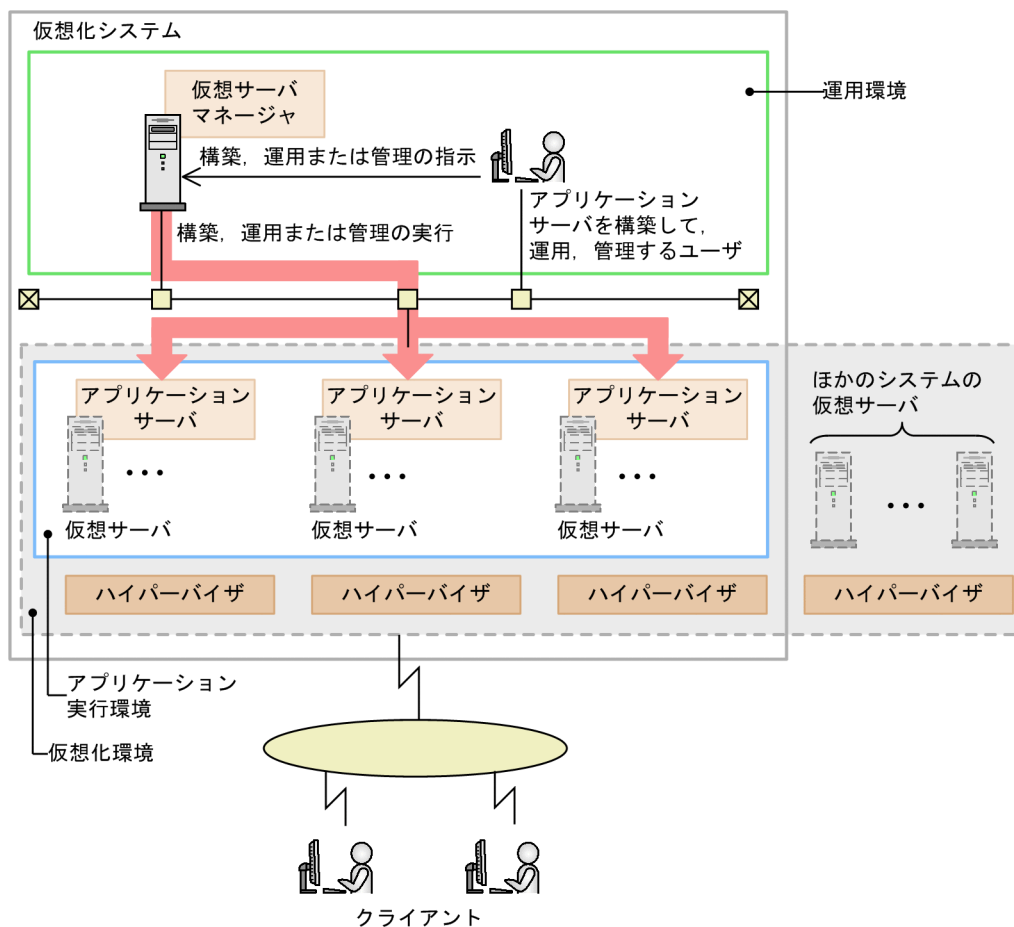 仮想化システム
仮想サーバ
マネージャ
運用環境
構築，運用または管理の指示
アプリケーション
サーバを構築して，
運用，管理するユーザ
構築，運用または管理の実行
ほかのシステムの
仮想サーバ
アプリケーション
サーバ
アプリケーション
サーバ
アプリケーション
サーバ
…
…
…
…
仮想サーバ
仮想サーバ
仮想サーバ
ハイパーバイザ
ハイパーバイザ
ハイパーバイザ
ハイパーバイザ
アプリケーション
実行環境
仮想化環境
クライアント